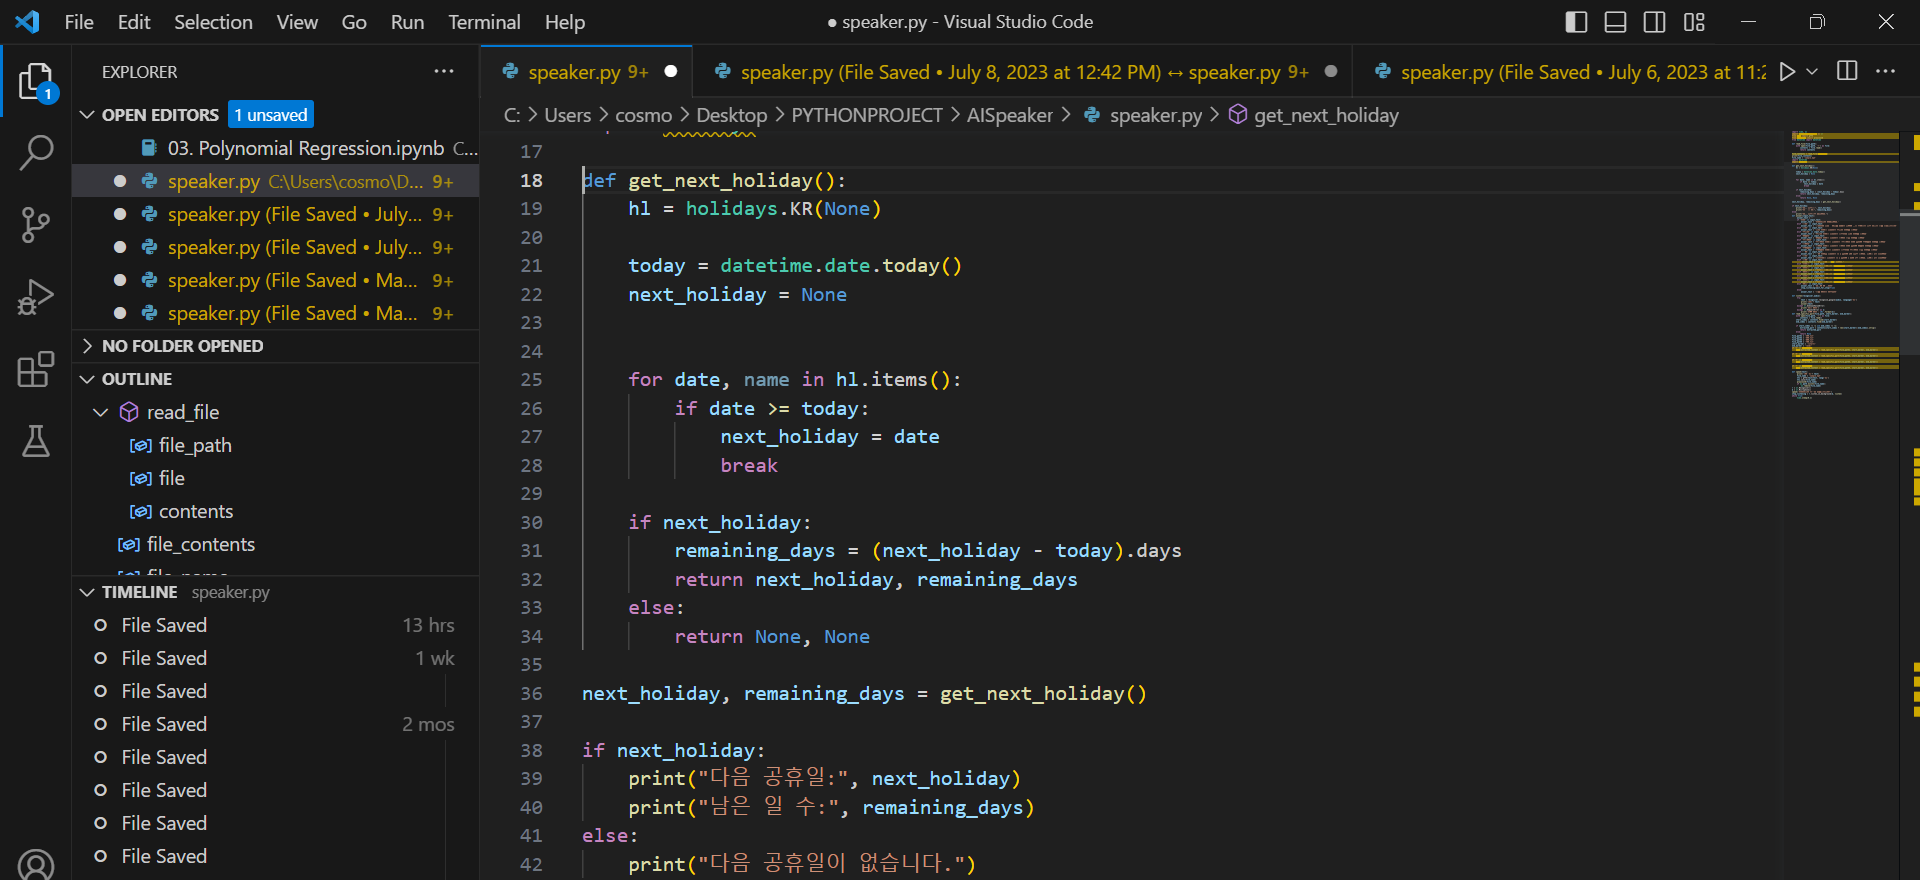 File Edit Selection View Go Run Terminal Help
● speaker.py - Visual Studio Code
EXPLORER ···
1
OPEN EDITORS 1 unsaved
03. Polynomial Regression.ipynb C...
speaker.py C:\Users\cosmo\D... 9+
speaker.py (File Saved • July... 9+
speaker.py (File Saved • July... 9+
speaker.py (File Saved • Ma... 9+
speaker.py (File Saved • Ma... 9+
NO FOLDER OPENED
OUTLINE
read_file
file_path
file
contents
file_contents
TIMELINE speaker.py
File Saved 13 hrs
File Saved 1 wk
File Saved
File Saved 2 mos
File Saved
File Saved
File Saved
File Saved
speaker.py 9+
speaker.py (File Saved • July 8, 2023 at 12:42 PM) ↔ speaker.py 9+
speaker.py (File Saved • July 6, 2023 at 11:2
C: > Users > cosmo > Desktop > PYTHONPROJECT > AISpeaker > speaker.py > get_next_holiday
17
18 def get_next_holiday():
19     hl = holidays.KR(None)
20
21     today = datetime.date.today()
22     next_holiday = None
23
24
25     for date, name in hl.items():
26         if date >= today:
27             next_holiday = date
28             break
29
30     if next_holiday:
31         remaining_days = (next_holiday - today).days
32         return next_holiday, remaining_days
33     else:
34         return None, None
35
36 next_holiday, remaining_days = get_next_holiday()
37
38 if next_holiday:
39     print("다음 공휴일:", next_holiday)
40     print("남은 일 수:", remaining_days)
41 else:
42     print("다음 공휴일이 없습니다.")